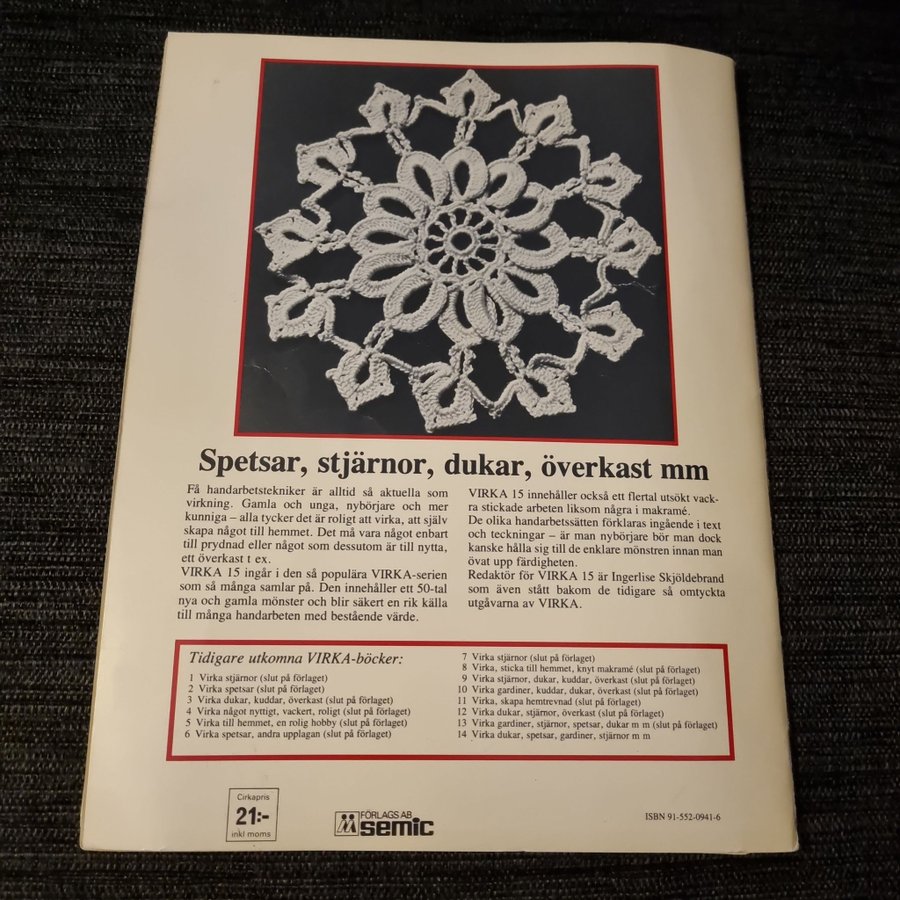 Spetsar, stjärnor, dukar, överkast mm
Få handarbetstekniker är alltid så aktuella som
virkning. Gamla och unga, nybörjare och mer
kunniga – alla tycker det är roligt att virka, att själv
skapa något till hemmet. Det må vara något enbart
till prydnad eller något som dessutom är till nytta,
ett överkast t ex.
VIRKA 15 ingår i den så populära VIRKA-serien
som så många samlar på. Den innehåller ett 50-tal
nya och gamla mönster och blir säkert en rik källa
till många handarbeten med bestående värde.
VIRKA 15 innehåller också ett flertal utsökt vack-
ra stickade arbeten liksom några i makramé.
De olika handarbetssätten förklaras ingående i text
och teckningar – är man nybörjare bör man dock
kanske hålla sig till de enklare mönstren innan man
övat upp färdigheten.
Redaktör för VIRKA 15 är Ingerlise Skjöldebrand
som även stått bakom de tidigare så omtyckta
utgåvorna av VIRKA.
Tidigare utkomna VIRKA-böcker:
1 Virka stjärnor (slut på förlaget)
2 Virka spetsar (slut på förlaget)
3 Virka dukar, kuddar, överkast (slut på förlaget)
4 Virka något nyttigt, vackert, roligt (slut på förlaget)
5 Virka till hemmet, en rolig hobby (slut på förlaget)
6 Virka spetsar, andra upplagan (slut på förlaget)
7 Virka stjärnor (slut på förlaget)
8 Virka, sticka till hemmet, knyt makramé (slut på förlaget)
9 Virka stjärnor, dukar, kuddar, överkast (slut på förlaget)
10 Virka gardiner, kuddar, dukar, överkast (slut på förlaget)
11 Virka, skapa hemtrevnad (slut på förlaget)
12 Virka dukar, stjärnor, överkast (slut på förlaget)
13 Virka gardiner, stjärnor, spetsar, dukar m m (slut på förlaget)
14 Virka dukar, spetsar, gardiner, stjärnor m m
Cirkapris
21:-
inkl moms
FÖRLAGS AB
semic
ISBN 91-552-0941-6